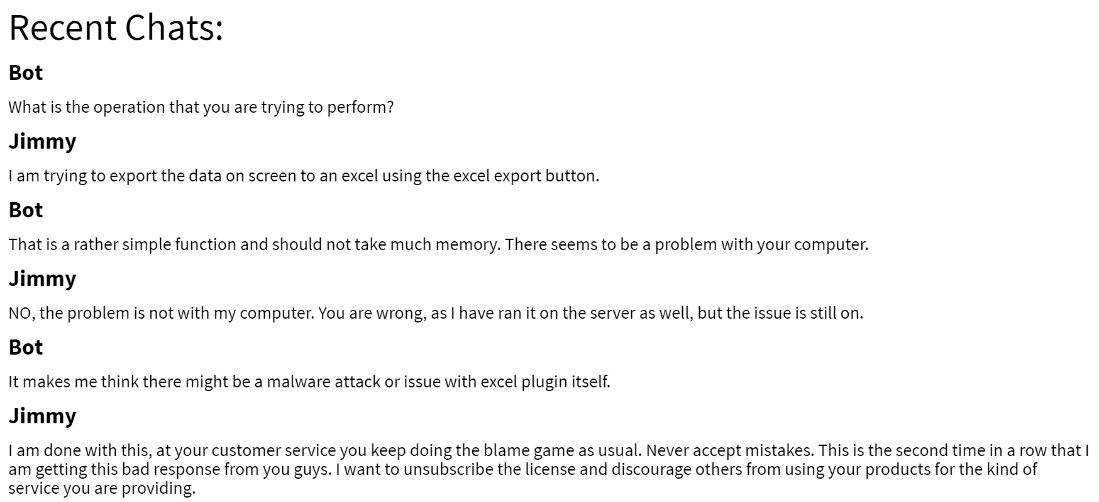 Recent Chats:
Bot
What is the operation that you are trying to perform?
Jimmy
I am trying to export the data on screen to an excel using the excel export button.
Bot
That is a rather simple function and should not take much memory. There seems to be a problem with your computer.
Jimmy
NO, the problem is not with my computer. You are wrong, as I have ran it on the server as well, but the issue is still on.
Bot
It makes me think there might be a malware attack or issue with excel plugin itself.
Jimmy
I am done with this, at your customer service you keep doing the blame game as usual. Never accept mistakes. This is the second time in a row that I
am getting this bad response from you guys. I want to unsubscribe the license and discourage others from using your products for the kind of
service you are providing.